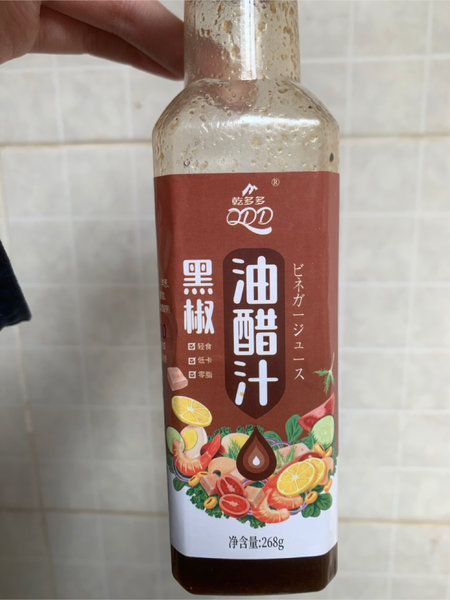 ®
乾多多
QQD
黑椒
油醋汁
ビネガージュース
轻食
低卡
零脂
净含量:268g